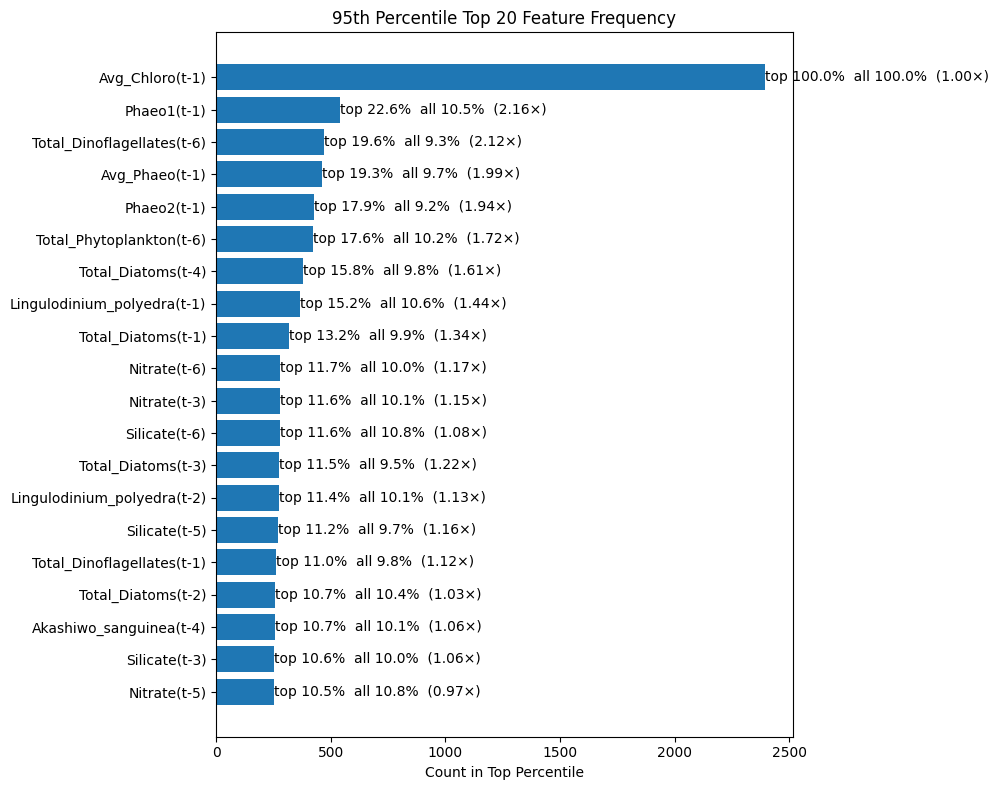 95th Percentile Top 20 Feature Frequency
Avg_Chloro(t-1) top 100.0% all 100.0% (1.00×)
Phaeo1(t-1) top 22.6% all 10.5% (2.16×)
Total_Dinoflagellates(t-6) top 19.6% all 9.3% (2.12×)
Avg_Phaeo(t-1) top 19.3% all 9.7% (1.99×)
Phaeo2(t-1) top 17.9% all 9.2% (1.94×)
Total_Phytoplankton(t-6) top 17.6% all 10.2% (1.72×)
Total_Diatoms(t-4) top 15.8% all 9.8% (1.61×)
Lingulodinium_polyedra(t-1) top 15.2% all 10.6% (1.44×)
Total_Diatoms(t-1) top 13.2% all 9.9% (1.34×)
Nitrate(t-6) top 11.7% all 10.0% (1.17×)
Nitrate(t-3) top 11.6% all 10.1% (1.15×)
Silicate(t-6) top 11.6% all 10.8% (1.08×)
Total_Diatoms(t-3) top 11.5% all 9.5% (1.22×)
Lingulodinium_polyedra(t-2) top 11.4% all 10.1% (1.13×)
Silicate(t-5) top 11.2% all 9.7% (1.16×)
Total_Dinoflagellates(t-1) top 11.0% all 9.8% (1.12×)
Total_Diatoms(t-2) top 10.7% all 10.4% (1.03×)
Akashiwo_sanguinea(t-4) top 10.7% all 10.1% (1.06×)
Silicate(t-3) top 10.6% all 10.0% (1.06×)
Nitrate(t-5) top 10.5% all 10.8% (0.97×)
0 500 1000 1500 2000 2500
Count in Top Percentile